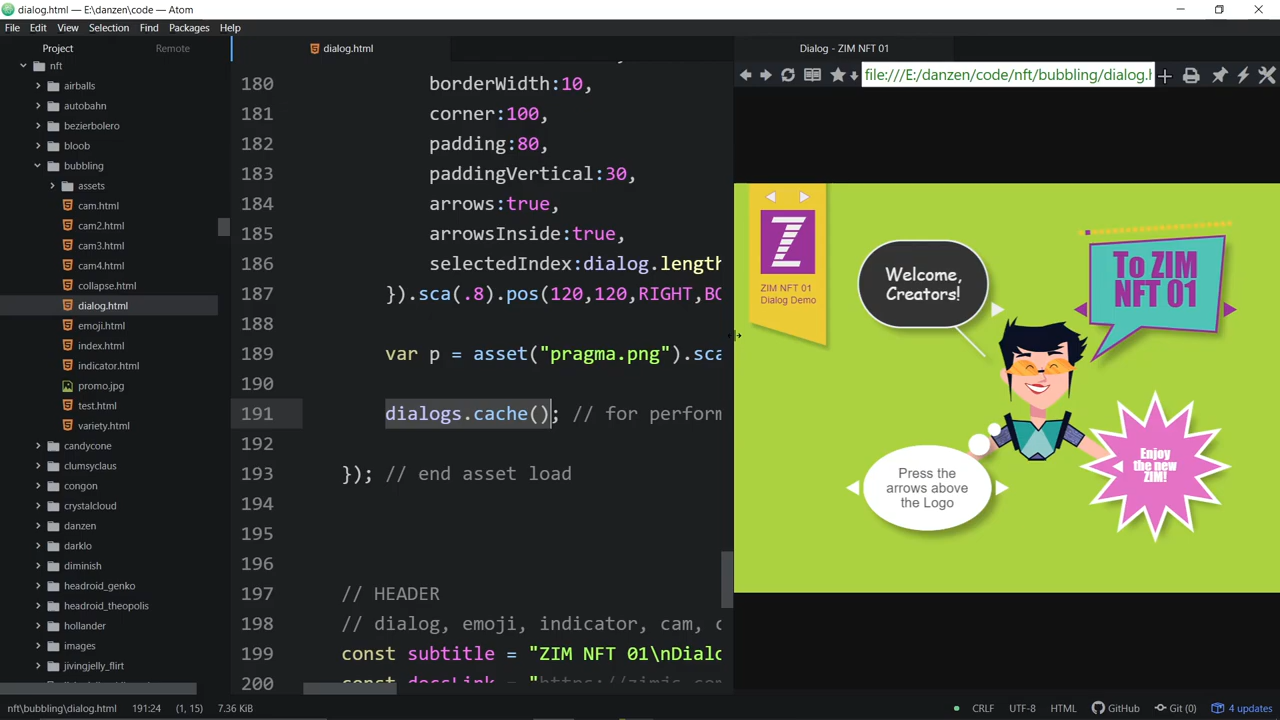 dialog.html — E:\danzen\code — Atom
File Edit View Selection Find Packages Help
Project Remote
nft
airballs
autobahn
bezierbolero
bloob
bubbling
assets
cam.html
cam2.html
cam3.html
cam4.html
collapse.html
dialog.html
emoji.html
index.html
indicator.html
promo.jpg
test.html
variety.html
candycone
clumsyclaus
congon
crystalcloud
danzen
darklo
diminish
headroid_genko
headroid_theopolis
hollander
images
jivingjelly_flirt
dialog.html
180 borderWidth:10,
181 corner:100,
182 padding:80,
183 paddingVertical:30,
184 arrows:true,
185 arrowsInside:true,
186 selectedIndex:dialog.length
187 }).sca(.8).pos(120,120,RIGHT,BO
188
189 var p = asset("pragma.png").sca
190
191 dialogs.cache(); // for perform
192
193 }); // end asset load
194
195
196
197 // HEADER
198 // dialog, emoji, indicator, cam, c
199 const subtitle = "ZIM NFT 01\nDialo
200 const docsLink = "https://zimjs.com
Dialog - ZIM NFT 01
file:///E:/danzen/code/nft/bubbling/dialog.h
Z
ZIM NFT 01
Dialog Demo
Welcome,
Creators!
To ZIM
NFT 01
Press the
arrows above
the Logo
Enjoy
the new
ZIM!
nft\bubbling\dialog.html 191:24 (1, 15) 7.36 KiB CRLF UTF-8 HTML GitHub Git (0) 4 updates